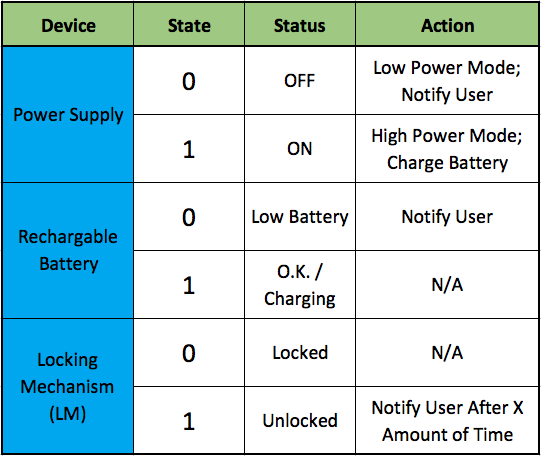 Device State Status Action
Power Supply
0 OFF Low Power Mode;
Notify User
1 ON High Power Mode;
Charge Battery
Rechargable
Battery
0 Low Battery Notify User
1 O.K. /
Charging
N/A
Locking
Mechanism
(LM)
0 Locked N/A
1 Unlocked Notify User After X
Amount of Time